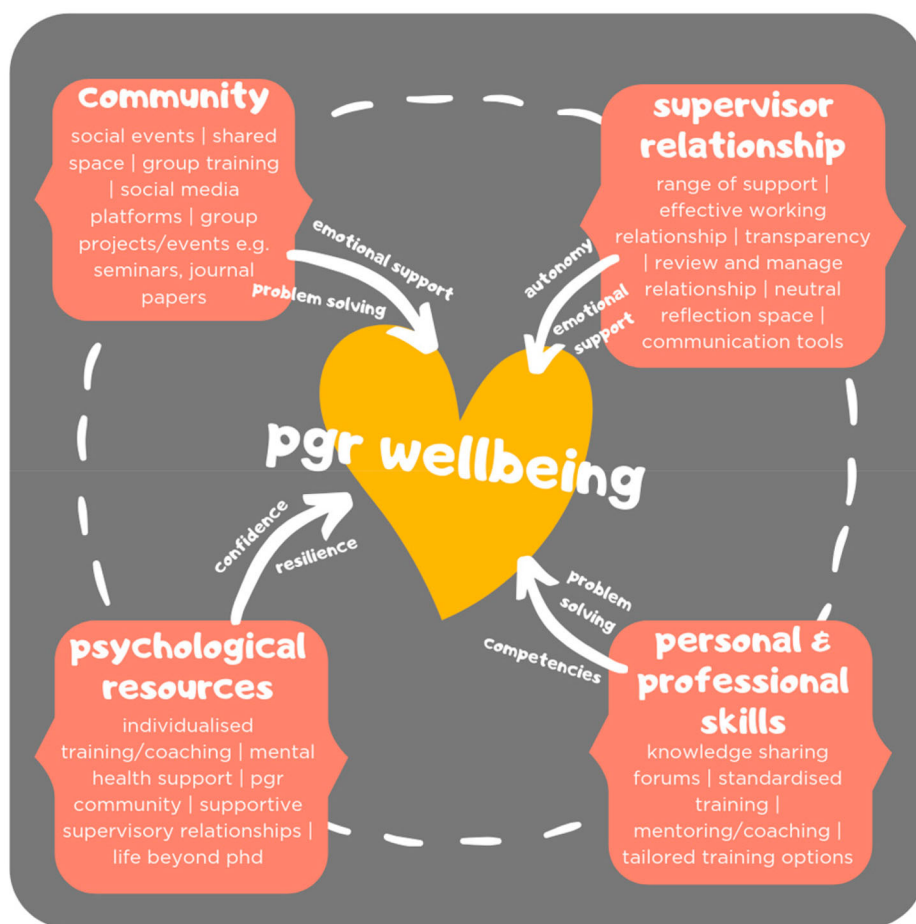 community
social events | shared
space | group training
| social media
platforms | group
projects/events e.g.
seminars, journal
papers
supervisor
relationship
range of support |
effective working
relationship | transparency
| review and manage
relationship | neutral
reflection space |
communication tools
emotional support
problem solving
autonomy
emotional
support
pgr wellbeing
confidence
resilience
problem
solving
competencies
psychological
resources
individualised
training/coaching | mental
health support | pgr
community | supportive
supervisory relationships |
life beyond phd
personal &
professional
skills
knowledge sharing
forums | standardised
training |
mentoring/coaching |
tailored training options